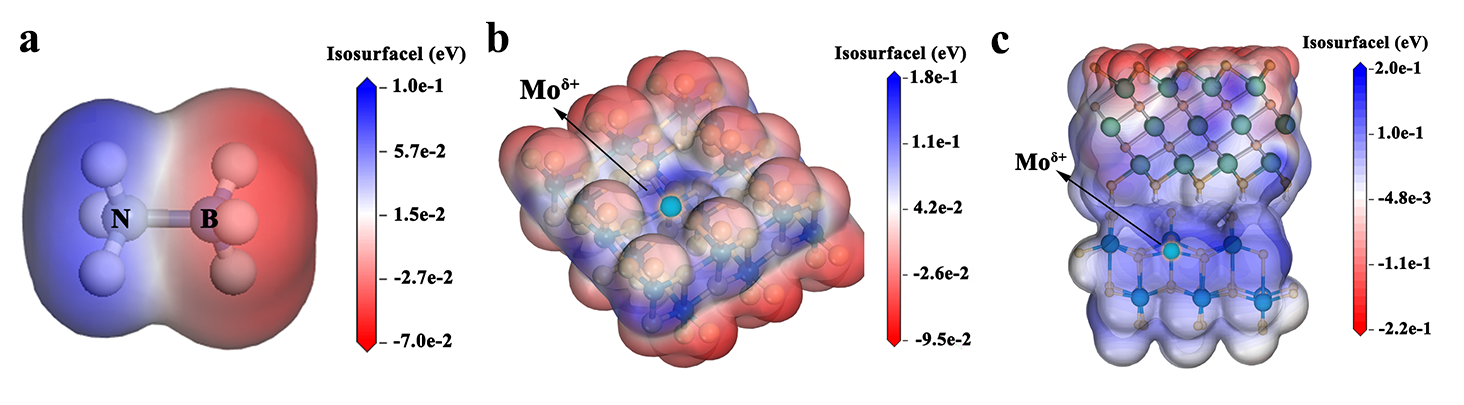 a
Isosurfacel (eV)
1.0e-1
5.7e-2
1.5e-2
-2.7e-2
-7.0e-2
N
B
b
Isosurfacel (eV)
Moδ+
1.8e-1
1.1e-1
4.2e-2
-2.6e-2
-9.5e-2
c
Isosurfacel (eV)
Moδ+
2.0e-1
1.0e-1
-4.8e-3
-1.1e-1
-2.2e-1